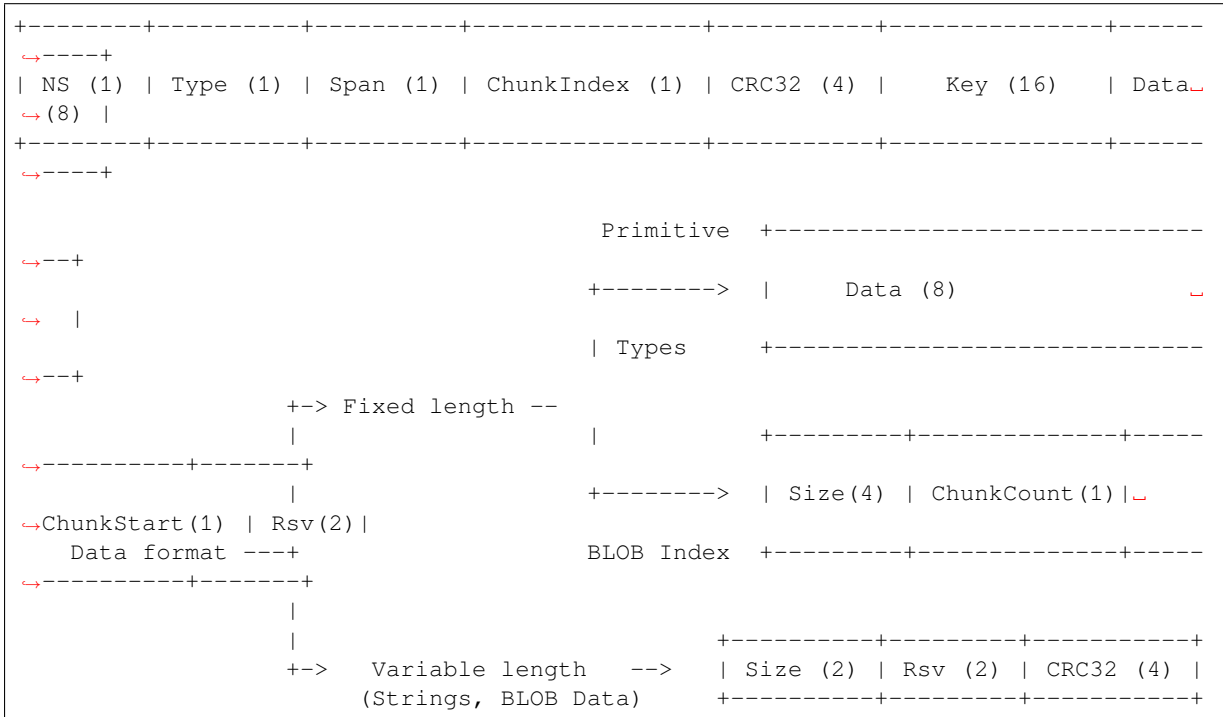 +--------+----------+----------+----------------+-----------+---------------+------
↪----+
| NS (1) | Type (1) | Span (1) | ChunkIndex (1) | CRC32 (4) |    Key (16)    | Data␣
↪(8) |
+--------+----------+----------+----------------+-----------+---------------+------
↪----+
                                       Primitive  +-----------------------------
↪--+
                                      +-------->  |     Data (8)                ␣
↪  |
                                      | Types     +-----------------------------
↪--+
                  +-> Fixed length --
                  |                   |           +---------+--------------+-----
↪----------+-------+
                  |                   +-------->  | Size(4) | ChunkCount(1)|␣
↪ChunkStart(1) | Rsv(2)|
    Data format ---+                  BLOB Index  +---------+--------------+-----
↪----------+-------+
                  |
                  |                            +----------+---------+-----------+
                  +->   Variable length   -->  | Size (2) | Rsv (2) | CRC32 (4) |
                       (Strings, BLOB Data)    +----------+---------+-----------+